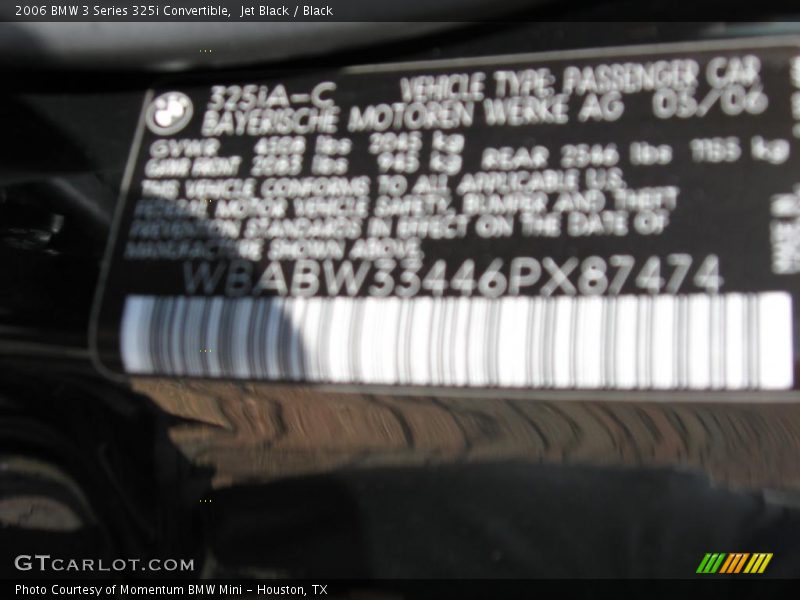 2006 BMW 3 Series 325i Convertible,  Jet Black / Black
325iA-C VEHICLE TYPE: PASSENGER CAR
BAYERISCHE MOTOREN WERKE AG 05/06
GVWR 4508 lbs 2045 kg
GAWR FRONT 2083 lbs 945 kg REAR 2546 lbs 1155 kg
THIS VEHICLE CONFORMS TO ALL APPLICABLE U.S.
FEDERAL MOTOR VEHICLE SAFETY, BUMPER AND THEFT
PREVENTION STANDARDS IN EFFECT ON THE DATE OF
MANUFACTURE SHOWN ABOVE.
WBABW33446PX87474
GTCARLOT.COM
Photo Courtesy of Momentum BMW Mini - Houston, TX